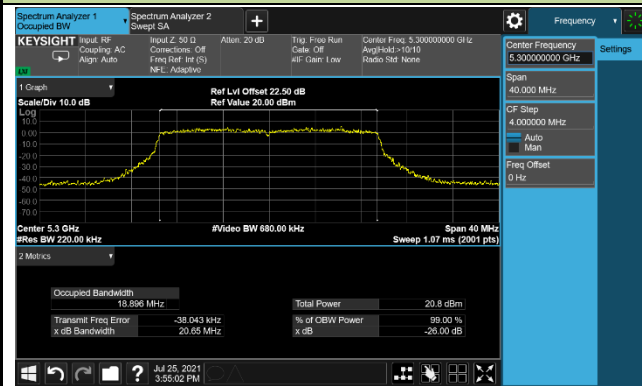 Spectrum Analyzer 1
Occupied BW
Spectrum Analyzer 2
Swept SA
+
Frequency
KEYSIGHT
Input: RF
Coupling: AC
Align: Auto
Input Z: 50 Ω
Corrections: Off
Freq Ref: Int (S)
NFE: Adaptive
Atten: 20 dB
Trig: Free Run
Gate: Off
#IF Gain: Low
Center Freq: 5.300000000 GHz
Avg|Hold:>10/10
Radio Std: None
Center Frequency
5.300000000 GHz
Settings
Span
40.000 MHz
CF Step
4.000000 MHz
Auto
Man
Freq Offset
0 Hz
1 Graph
Scale/Div 10.0 dB
Ref Lvl Offset 22.50 dB
Ref Value 20.00 dBm
Log
10.0
0.00
-10.0
-20.0
-30.0
-40.0
-50.0
-60.0
-70.0
Center 5.3 GHz
#Res BW 220.00 kHz
#Video BW 680.00 kHz
Span 40 MHz
Sweep 1.07 ms (2001 pts)
2 Metrics
Occupied Bandwidth
18.896 MHz
Total Power 20.8 dBm
Transmit Freq Error -38.043 kHz
% of OBW Power 99.00 %
x dB Bandwidth 20.65 MHz
x dB -26.00 dB
?
Jul 25, 2021
3:55:02 PM